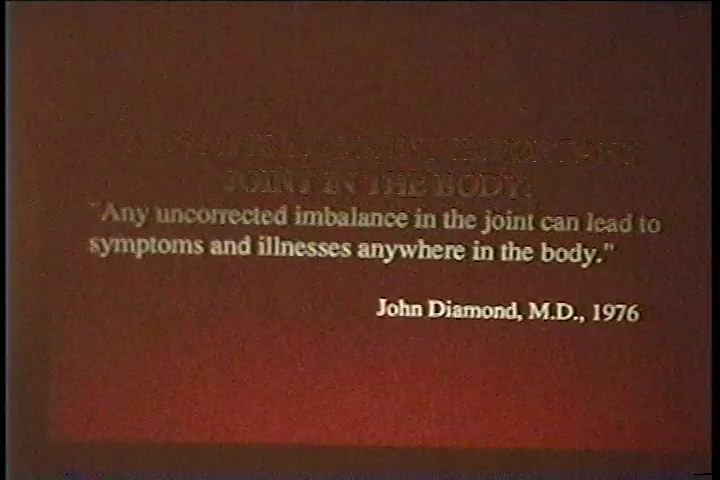 JOINT IN THE BODY:
"Any uncorrected imbalance in the joint can lead to
symptoms and illnesses anywhere in the body."
John Diamond, M.D., 1976